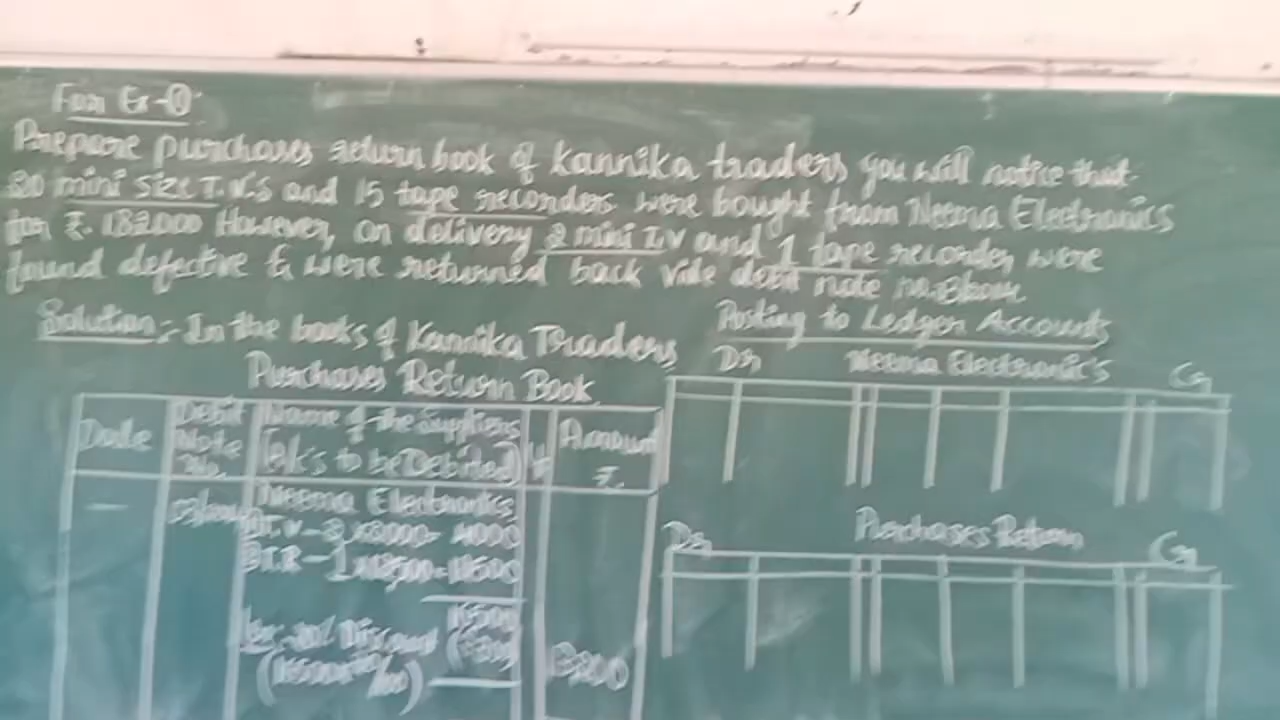 For Ex-①:
Prepare purchases return book of Kannika traders, you will notice that
20 mini size T.V.'s and 15 tape recorders were bought from Neema Electronics
for ₹. 182000 However, on delivery 2 mini T.V and 1 tape recorder, were
found defective & were returned back vide debit note no.
Solution:- In the books of Kannika Traders
Purchases Return Book
Date
Debit Note No.
Name of the Suppliers
to be Debited
Amount ₹.
—
Neema Electronics
T.V -
T.R - 1
Discount
13200
Posting to Ledger Accounts
Dr Neema Electronic's Cr
Dr Purchases Return Cr